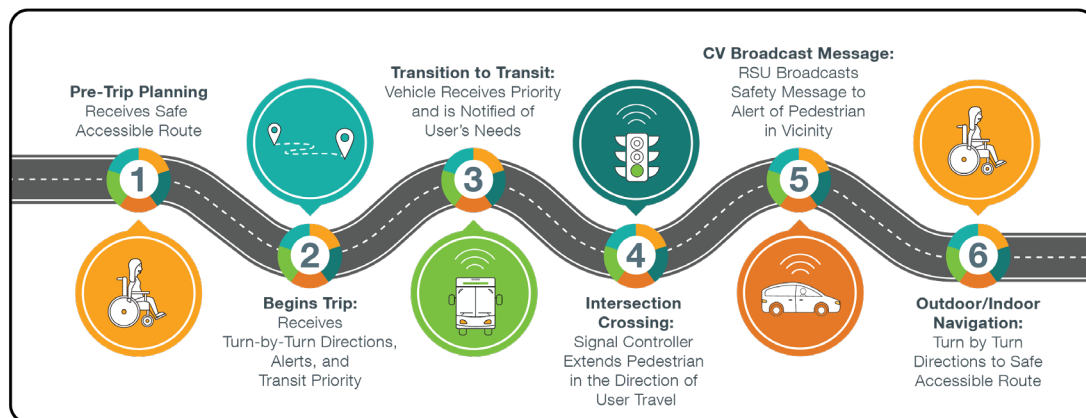 1
Pre-Trip Planning
Receives Safe
Accessible Route
2
Begins Trip:
Receives
Turn-by-Turn Directions,
Alerts, and
Transit Priority
3
Transition to Transit:
Vehicle Receives Priority
and is Notified of
User's Needs
4
Intersection
Crossing:
Signal Controller
Extends Pedestrian
in the Direction of
User Travel
5
CV Broadcast Message:
RSU Broadcasts
Safety Message to
Alert of Pedestrian
in Vicinity
6
Outdoor/Indoor
Navigation:
Turn by Turn
Directions to Safe
Accessible Route